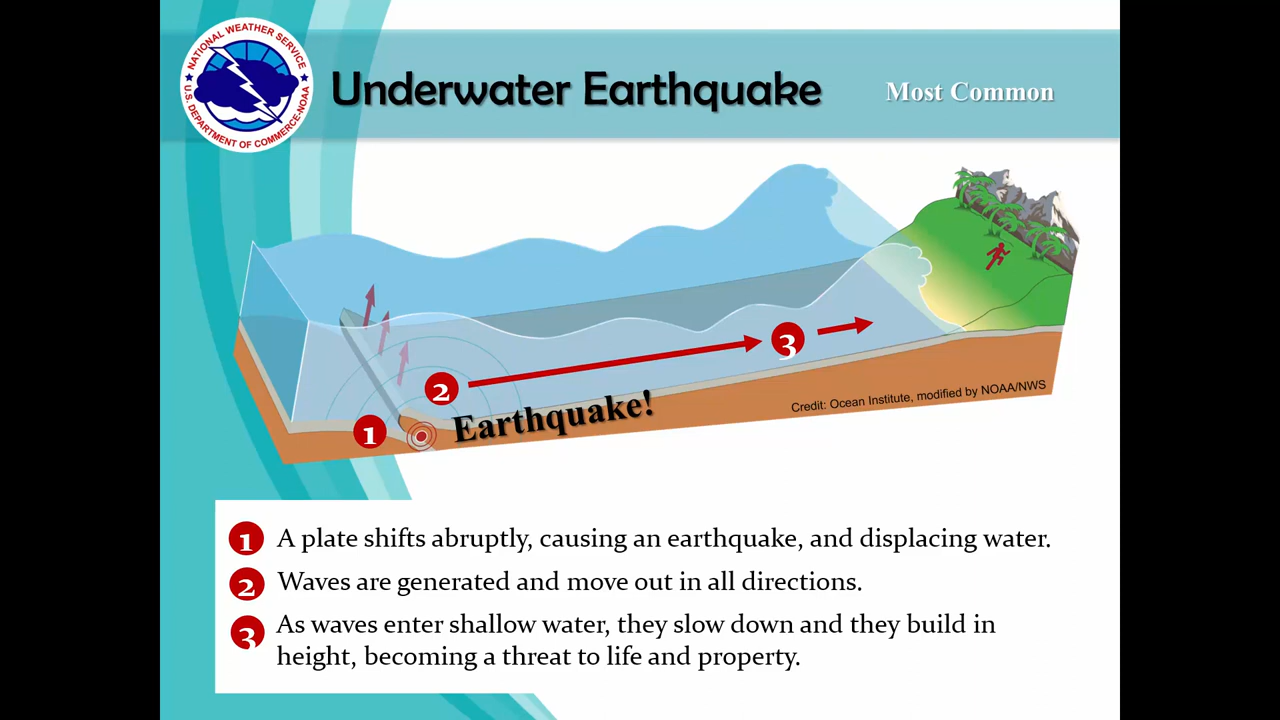 NATIONAL WEATHER SERVICE
U.S. DEPARTMENT OF COMMERCE-NOAA
Underwater Earthquake
Most Common
3
2
Earthquake!
1
Credit: Ocean Institute, modified by NOAA/NWS
1 A plate shifts abruptly, causing an earthquake, and displacing water.
2 Waves are generated and move out in all directions.
3 As waves enter shallow water, they slow down and they build in
height, becoming a threat to life and property.